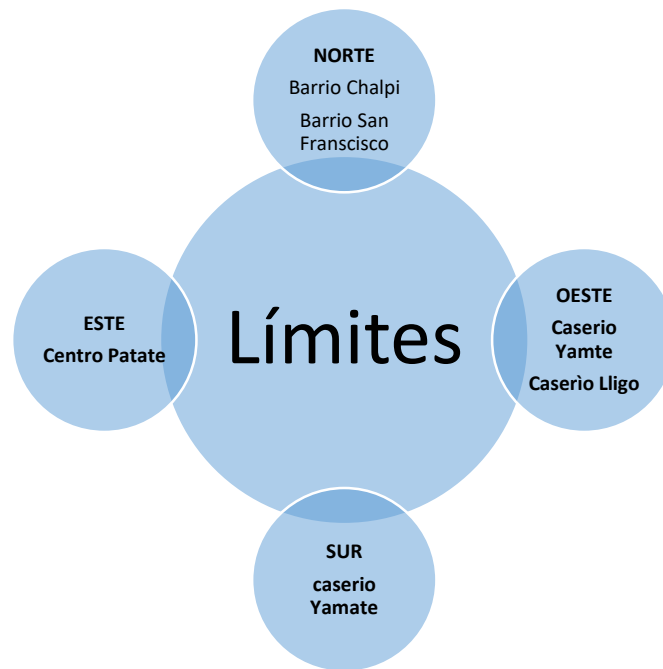 NORTE
Barrio Chalpi
Barrio San
Franscisco
ESTE
Centro Patate
Límites
OESTE
Caserio
Yamte
Caserìo Lligo
SUR
caserio
Yamate